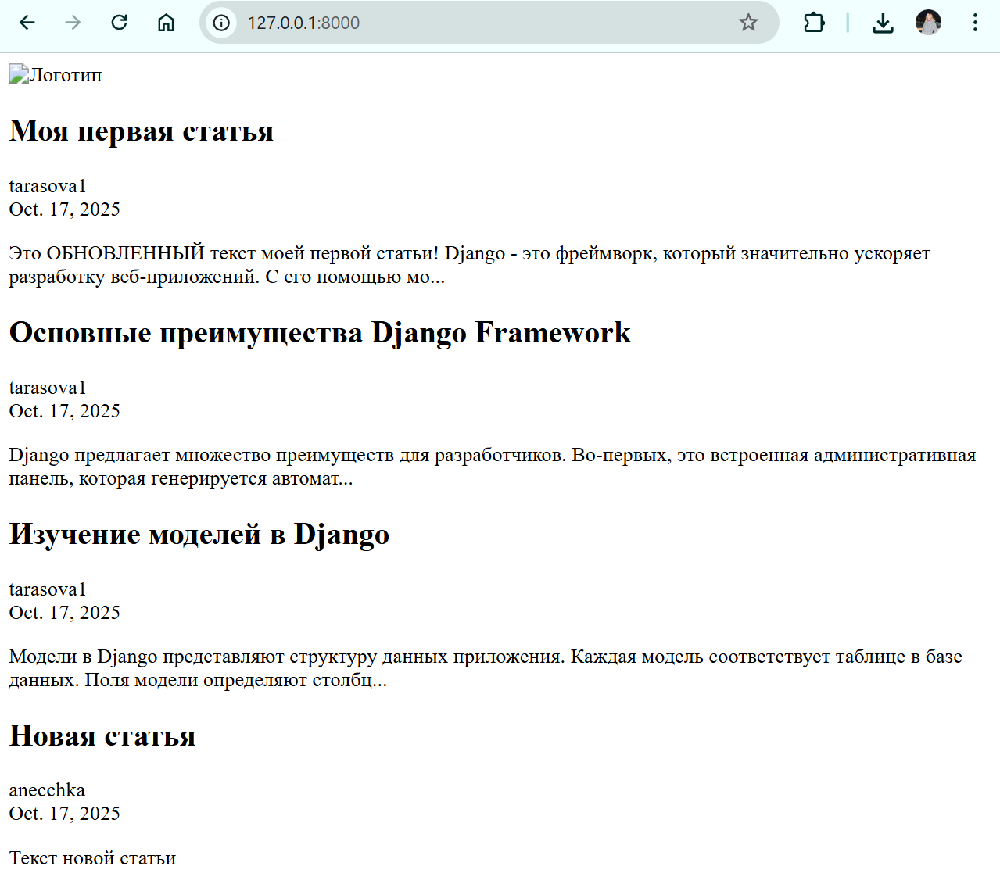 127.0.0.1:8000
Логотип
Моя первая статья
tarasova1
Oct. 17, 2025
Это ОБНОВЛЕННЫЙ текст моей первой статьи! Django - это фреймворк, который значительно ускоряет
разработку веб-приложений. С его помощью мо...
Основные преимущества Django Framework
tarasova1
Oct. 17, 2025
Django предлагает множество преимуществ для разработчиков. Во-первых, это встроенная административная
панель, которая генерируется автомат...
Изучение моделей в Django
tarasova1
Oct. 17, 2025
Модели в Django представляют структуру данных приложения. Каждая модель соответствует таблице в базе
данных. Поля модели определяют столбц...
Новая статья
anecchka
Oct. 17, 2025
Текст новой статьи